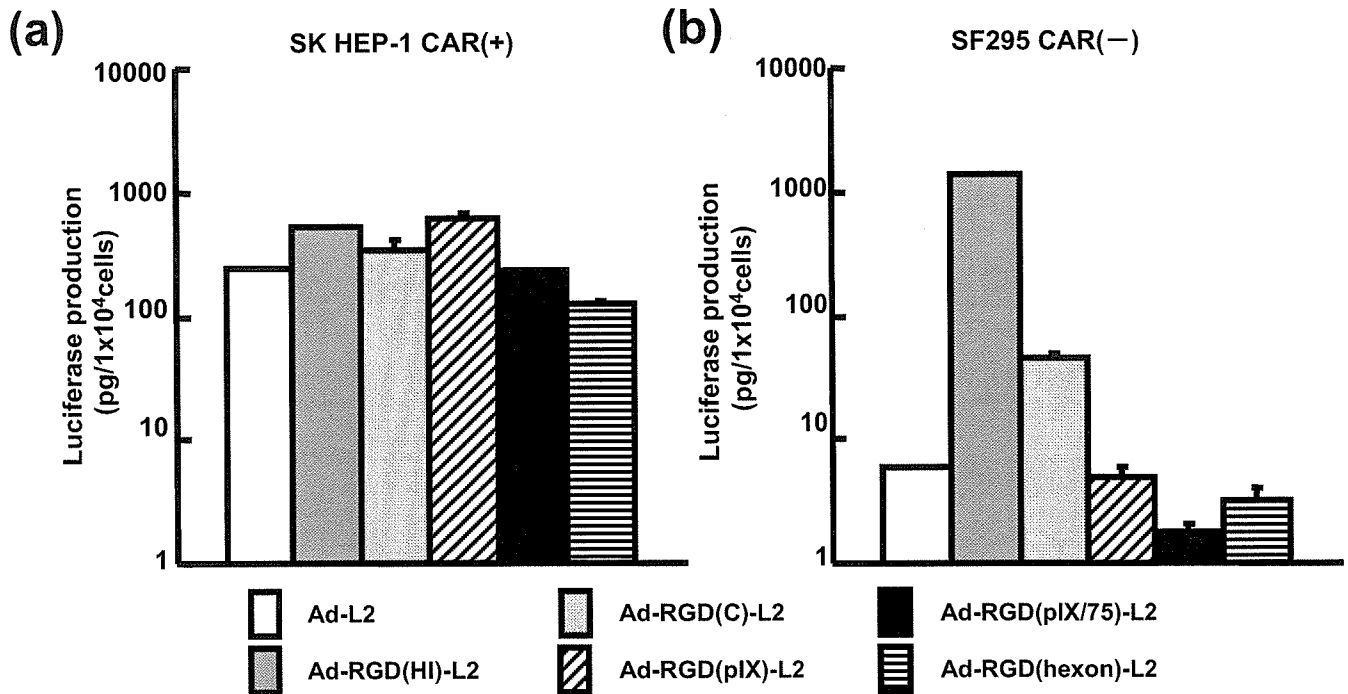 (a)
SK HEP-1 CAR(+)
Luciferase production
(pg/1x10⁴cells)
10000
1000
100
10
1
(b)
SF295 CAR(−)
Luciferase production
(pg/1x10⁴cells)
10000
1000
100
10
1
Ad-L2
Ad-RGD(C)-L2
Ad-RGD(pIX/75)-L2
Ad-RGD(HI)-L2
Ad-RGD(pIX)-L2
Ad-RGD(hexon)-L2